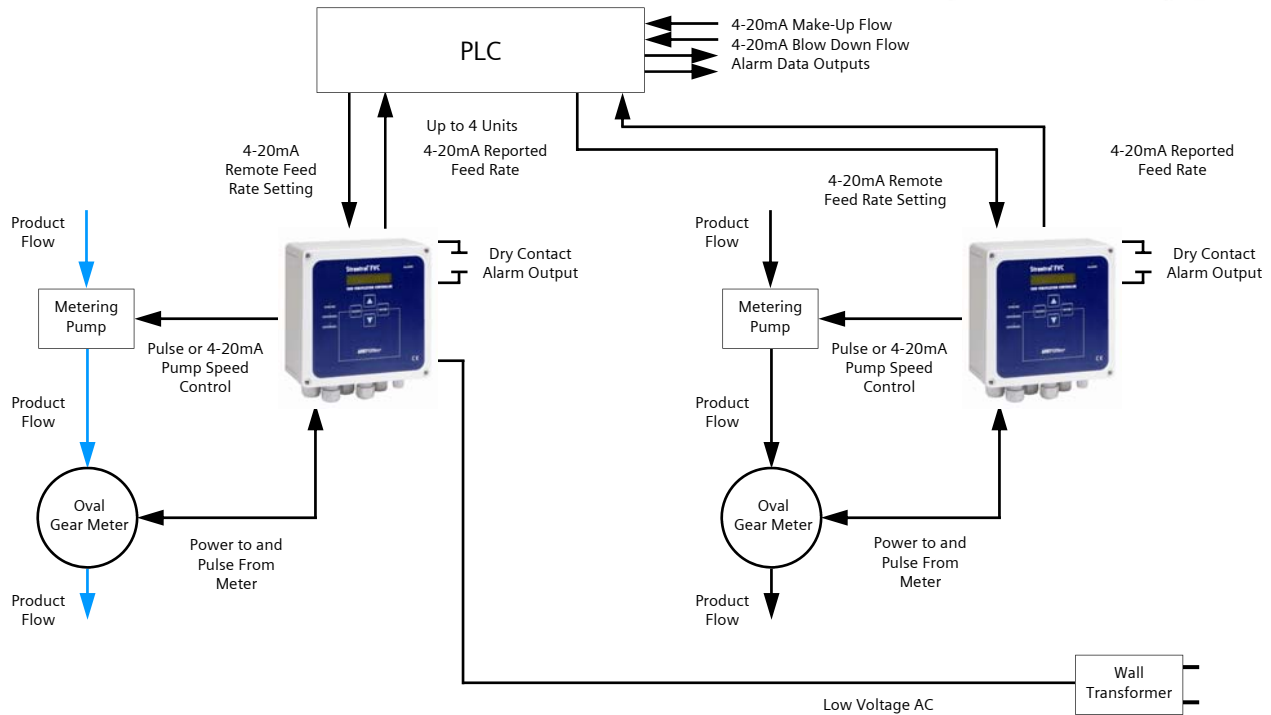 PLC
4-20mA Make-Up Flow
4-20mA Blow Down Flow
Alarm Data Outputs
4-20mA
Remote Feed
Rate Setting
Up to 4 Units
4-20mA Reported
Feed Rate
4-20mA Remote
Feed Rate Setting
4-20mA Reported
Feed Rate
Product
Flow
Dry Contact
Alarm Output
Metering
Pump
Pulse or 4-20mA
Pump Speed
Control
Product
Flow
Oval
Gear Meter
Power to and
Pulse From
Meter
Product
Flow
Product
Flow
Dry Contact
Alarm Output
Metering
Pump
Pulse or 4-20mA
Pump Speed
Control
Product
Flow
Oval
Gear Meter
Power to and
Pulse From
Meter
Product
Flow
Wall
Transformer
Low Voltage AC